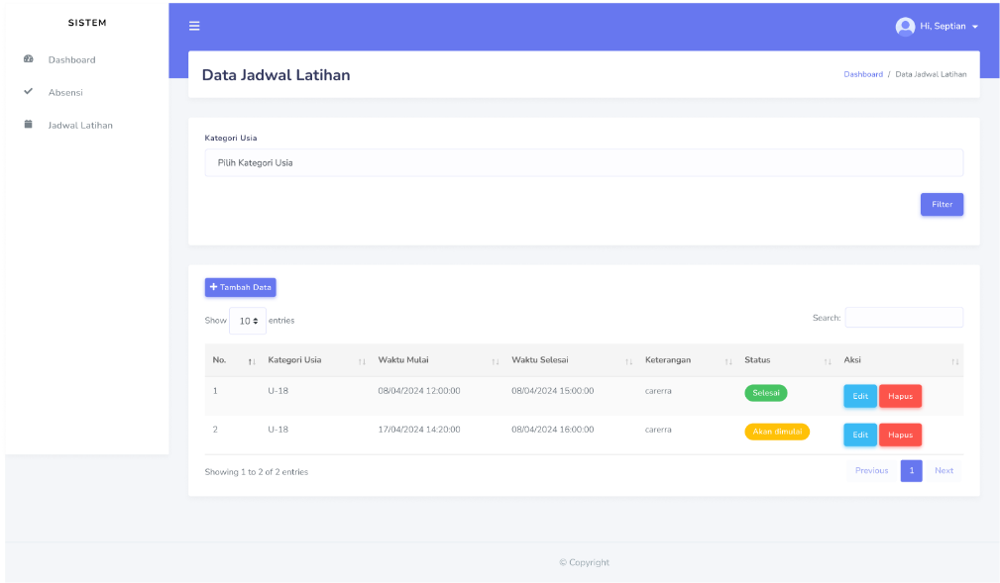 SISTEM
Hi, Septian
Dashboard
Absensi
Jadwal Latihan
Data Jadwal Latihan
Dashboard / Data Jadwal Latihan
Kategori Usia
Pilih Kategori Usia
Filter
+ Tambah Data
Show 10 entries
Search:
No. Kategori Usia Waktu Mulai Waktu Selesai Keterangan Status Aksi
1 U-18 08/04/2024 12:00:00 08/04/2024 15:00:00 carerra Selesai Edit Hapus
2 U-18 17/04/2024 14:20:00 08/04/2024 16:00:00 carerra Akan dimulai Edit Hapus
Showing 1 to 2 of 2 entries
Previous 1 Next
© Copyright